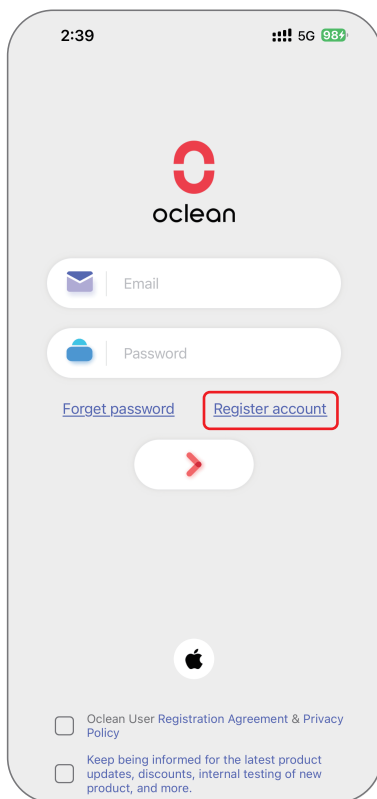 2:39 5G 98
oclean
Email
Password
Forget password Register account
Oclean User Registration Agreement & Privacy
Policy
Keep being informed for the latest product
updates, discounts, internal testing of new
product, and more.